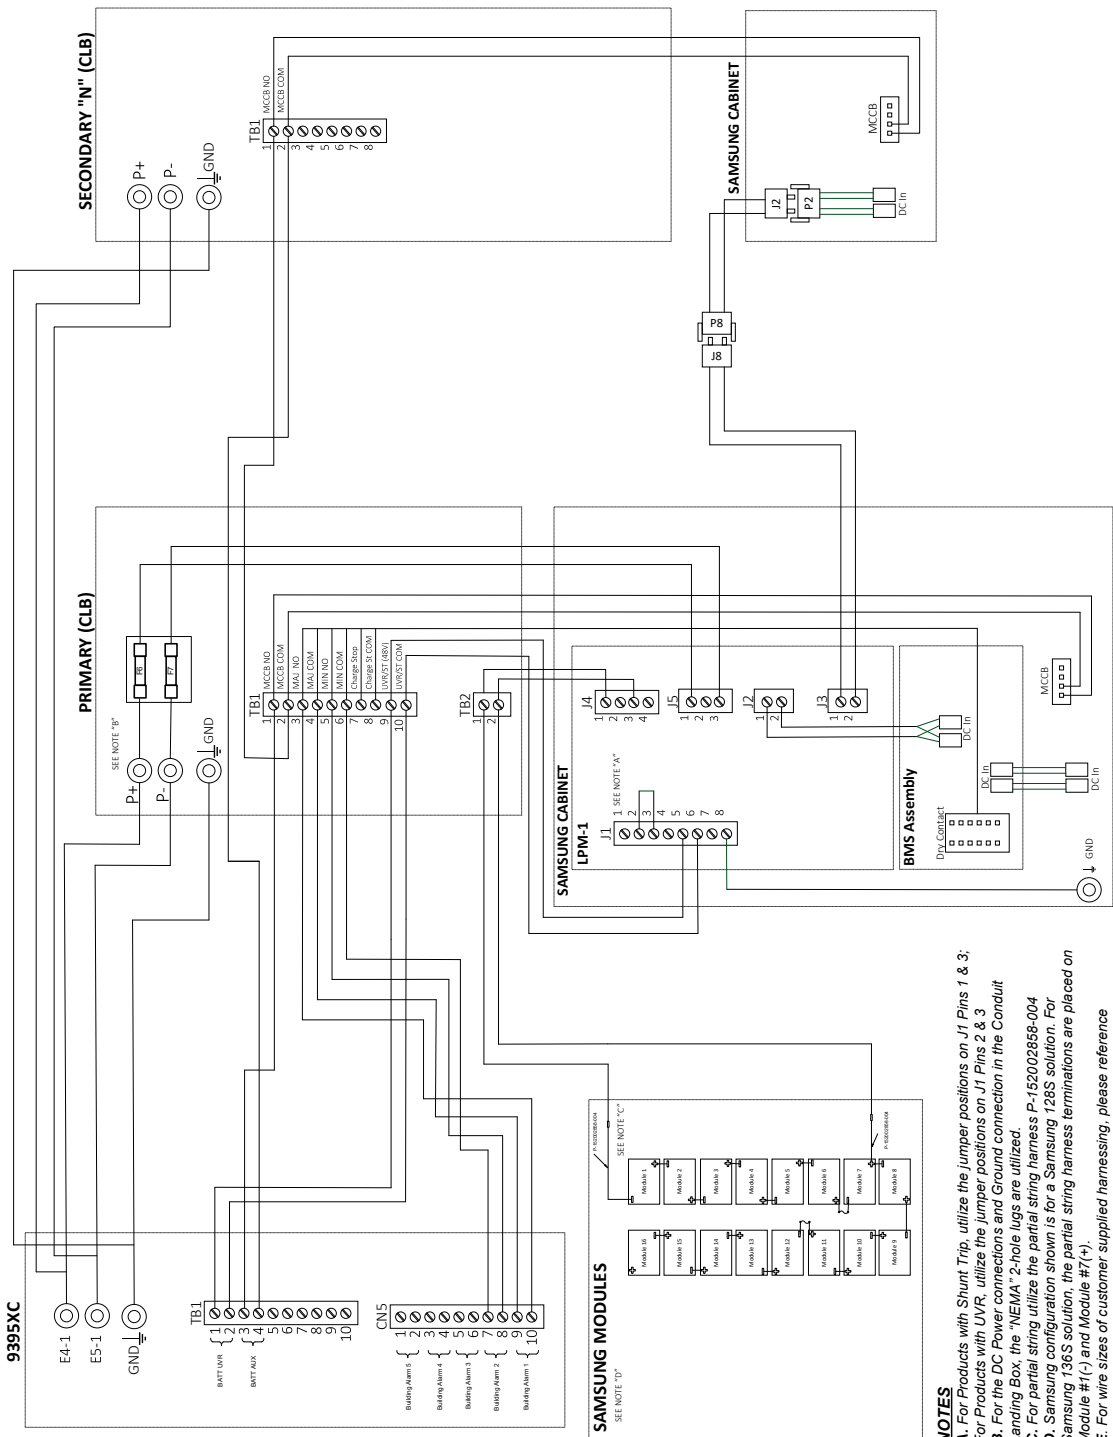 9395XC
E4-1
E5-1
GND
TB1
1
2
3
4
5
6
7
8
9
10
BATT UVR
BATT AUX
CN5
1
2
3
4
5
6
7
8
9
10
Building Alarm 5
Building Alarm 4
Building Alarm 3
Building Alarm 2
Building Alarm 1
PRIMARY (CLB)
SEE NOTE "B"
P+
P-
GND
F6
F7
TB1
1
2
3
4
5
6
7
8
9
10
MCCB NO
MCCB COM
MAJ NO
MAJ COM
MIN NO
MIN COM
Charge Stop
Charge St COM
UVR/ST (48V)
UVR/ST COM
TB2
1
2
SECONDARY "N" (CLB)
P+
P-
GND
TB1
1
2
3
4
5
6
7
8
MCCB NO
MCCB COM
SAMSUNG CABINET
MCCB
J2
P2
DC In
P8
J8
SAMSUNG CABINET
LPM-1
J1
1
2
3
4
5
6
7
8
SEE NOTE "A"
J4
1
2
3
4
J5
1
2
3
J2
1
2
J3
1
2
BMS Assembly
Dry Contact
DC In
DC In
DC In
MCCB
GND
SAMSUNG MODULES
SEE NOTE "D"
SEE NOTE "C"
P-152002858-004
P-152002858-004
Module 1
Module 2
Module 3
Module 4
Module 5
Module 6
Module 7
Module 8
Module 16
Module 15
Module 14
Module 13
Module 12
Module 11
Module 10
Module 9
NOTES
A. For Products with Shunt Trip, utilize the jumper positions on J1 Pins 1 & 3;
For Products with UVR, utilize the jumper positions on J1 Pins 2 & 3
B. For the DC Power connections and Ground connection in the Conduit
anding Box, the "NEMA" 2-hole lugs are utilized.
C. For partial string utilize the partial string harness P-152002858-004
D. Samsung configuration shown is for a Samsung 128S solution. For
Samsung 136S solution, the partial string harness terminations are placed on
Module #1(-) and Module #7(+).
E. For wire sizes of customer supplied harnessing, please reference